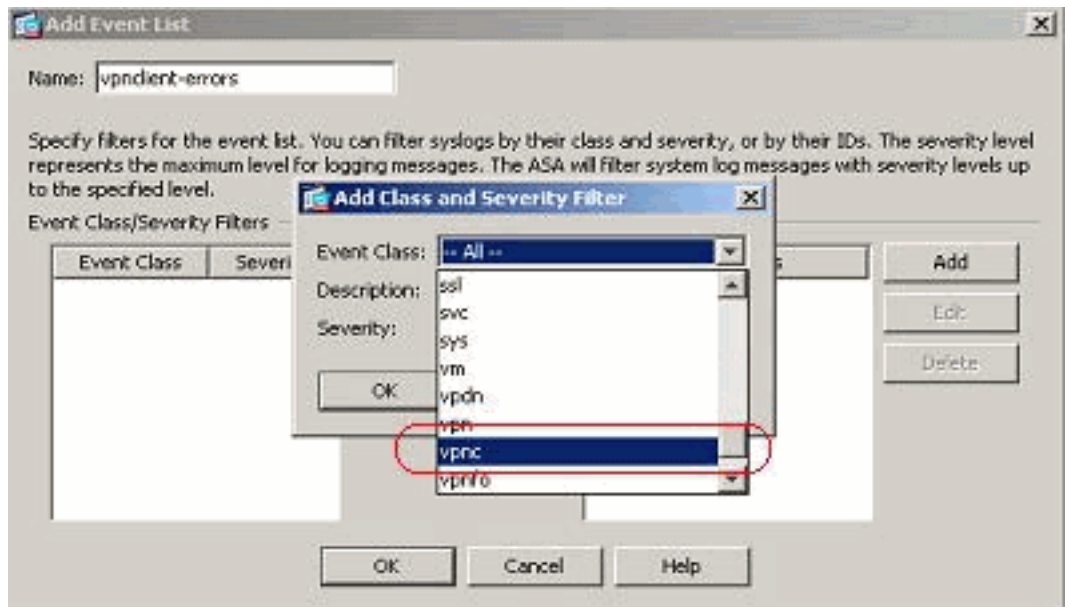 Add Event List
Name: vpnclient-errors
Specify filters for the event list. You can filter syslogs by their class and severity, or by their IDs. The severity level
represents the maximum level for logging messages. The ASA will filter system log messages with severity levels up
to the specified level.
Add Class and Severity Filter
Event Class/Severity Filters
Event Class
Severi
Event Class: -- All --
Description:
Severity:
ssl
svc
sys
vm
vpdn
vpn
vpnc
vpnfo
OK
s
Add
Edit
Delete
OK
Cancel
Help